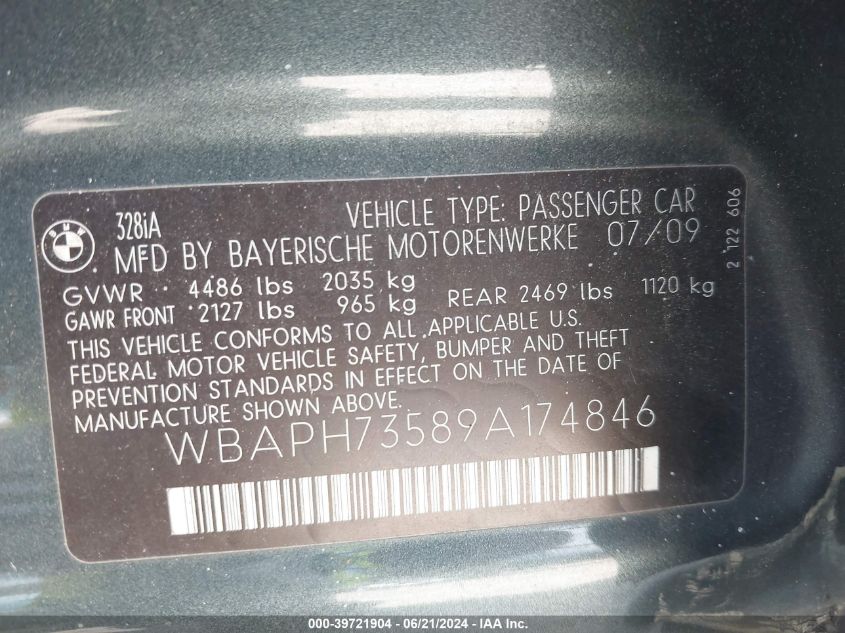 BMW
328iA
VEHICLE TYPE: PASSENGER CAR
MFD BY BAYERISCHE MOTORENWERKE 07/09
GVWR 4486 lbs 2035 kg
GAWR FRONT 2127 lbs 965 kg REAR 2469 lbs 1120 kg
THIS VEHICLE CONFORMS TO ALL APPLICABLE U.S.
FEDERAL MOTOR VEHICLE SAFETY, BUMPER AND THEFT
PREVENTION STANDARDS IN EFFECT ON THE DATE OF
MANUFACTURE SHOWN ABOVE.
WBAPH73589A174846
2 122 606
000-39721904 - 06/21/2024 - IAA Inc.